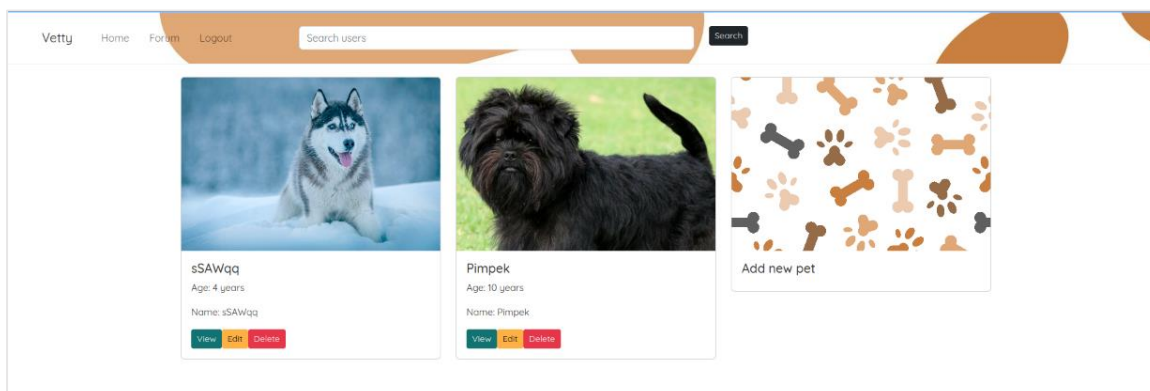 Vetty Home Forum Logout Search users Search
sSAWqq
Age: 4 years
Name: sSAWqq
View Edit Delete
Pimpek
Age: 10 years
Name: Pimpek
View Edit Delete
Add new pet